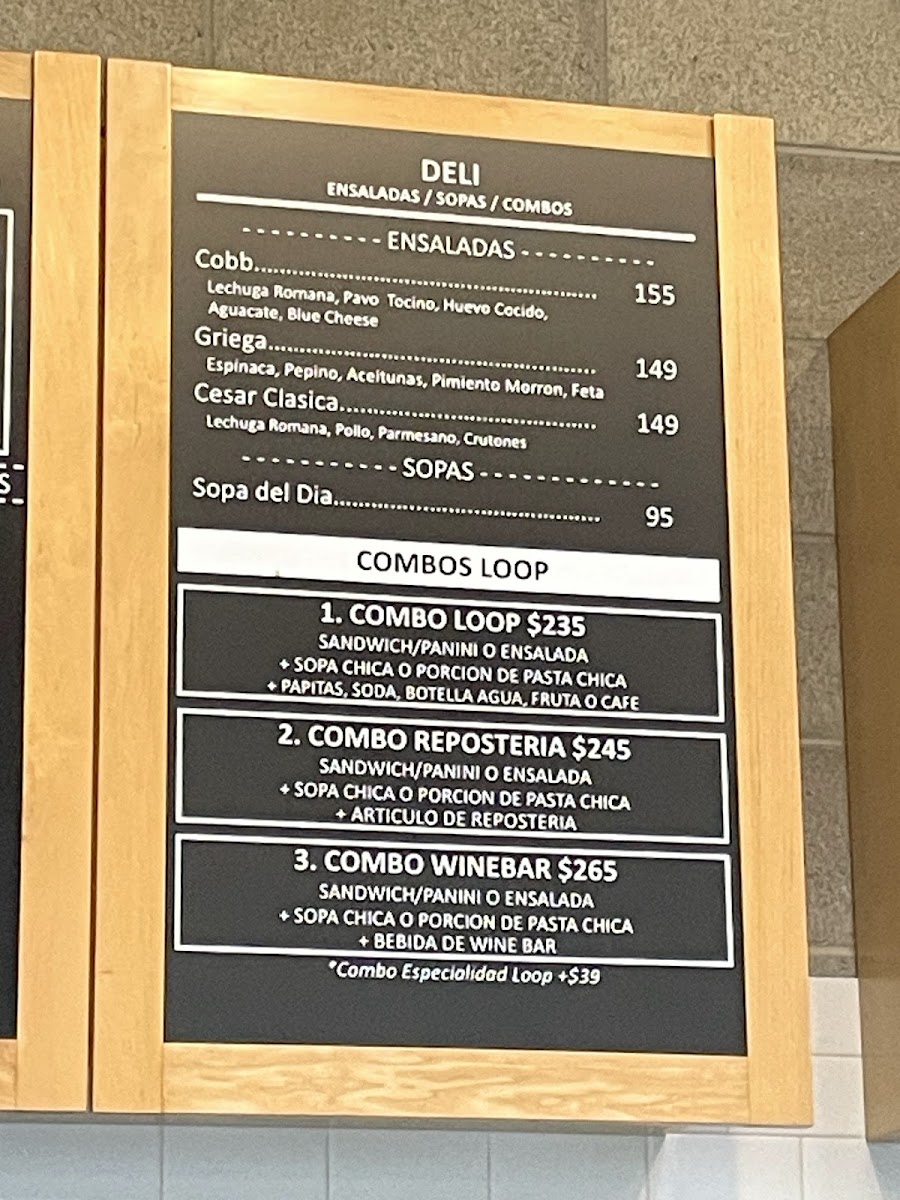 DELI
ENSALADAS / SOPAS / COMBOS
- - - - - - - - - - ENSALADAS - - - - - - - - - -
Cobb........................................ 155
Lechuga Romana, Pavo Tocino, Huevo Cocido,
Aguacate, Blue Cheese
Griega........................................ 149
Espinaca, Pepino, Aceitunas, Pimiento Morron, Feta
Cesar Clasica........................................ 149
Lechuga Romana, Pollo, Parmesano, Crutones
- - - - - - - - - - - SOPAS - - - - - - - - - - - - -
Sopa del Dia........................................ 95
COMBOS LOOP
1. COMBO LOOP $235
SANDWICH/PANINI O ENSALADA
+ SOPA CHICA O PORCION DE PASTA CHICA
+ PAPITAS, SODA, BOTELLA AGUA, FRUTA O CAFE
2. COMBO REPOSTERIA $245
SANDWICH/PANINI O ENSALADA
+ SOPA CHICA O PORCION DE PASTA CHICA
+ ARTICULO DE REPOSTERIA
3. COMBO WINEBAR $265
SANDWICH/PANINI O ENSALADA
+ SOPA CHICA O PORCION DE PASTA CHICA
+ BEBIDA DE WINE BAR
*Combo Especialidad Loop +$39
S